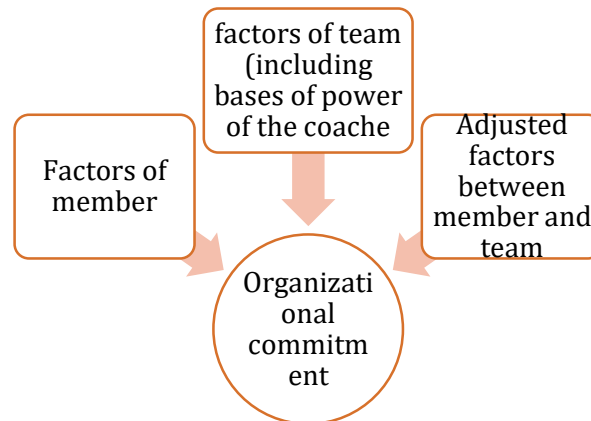 factors of team
(including
bases of power
of the coache
Factors of
member
Adjusted
factors
between
member and
team
Organizati
onal
commitm
ent